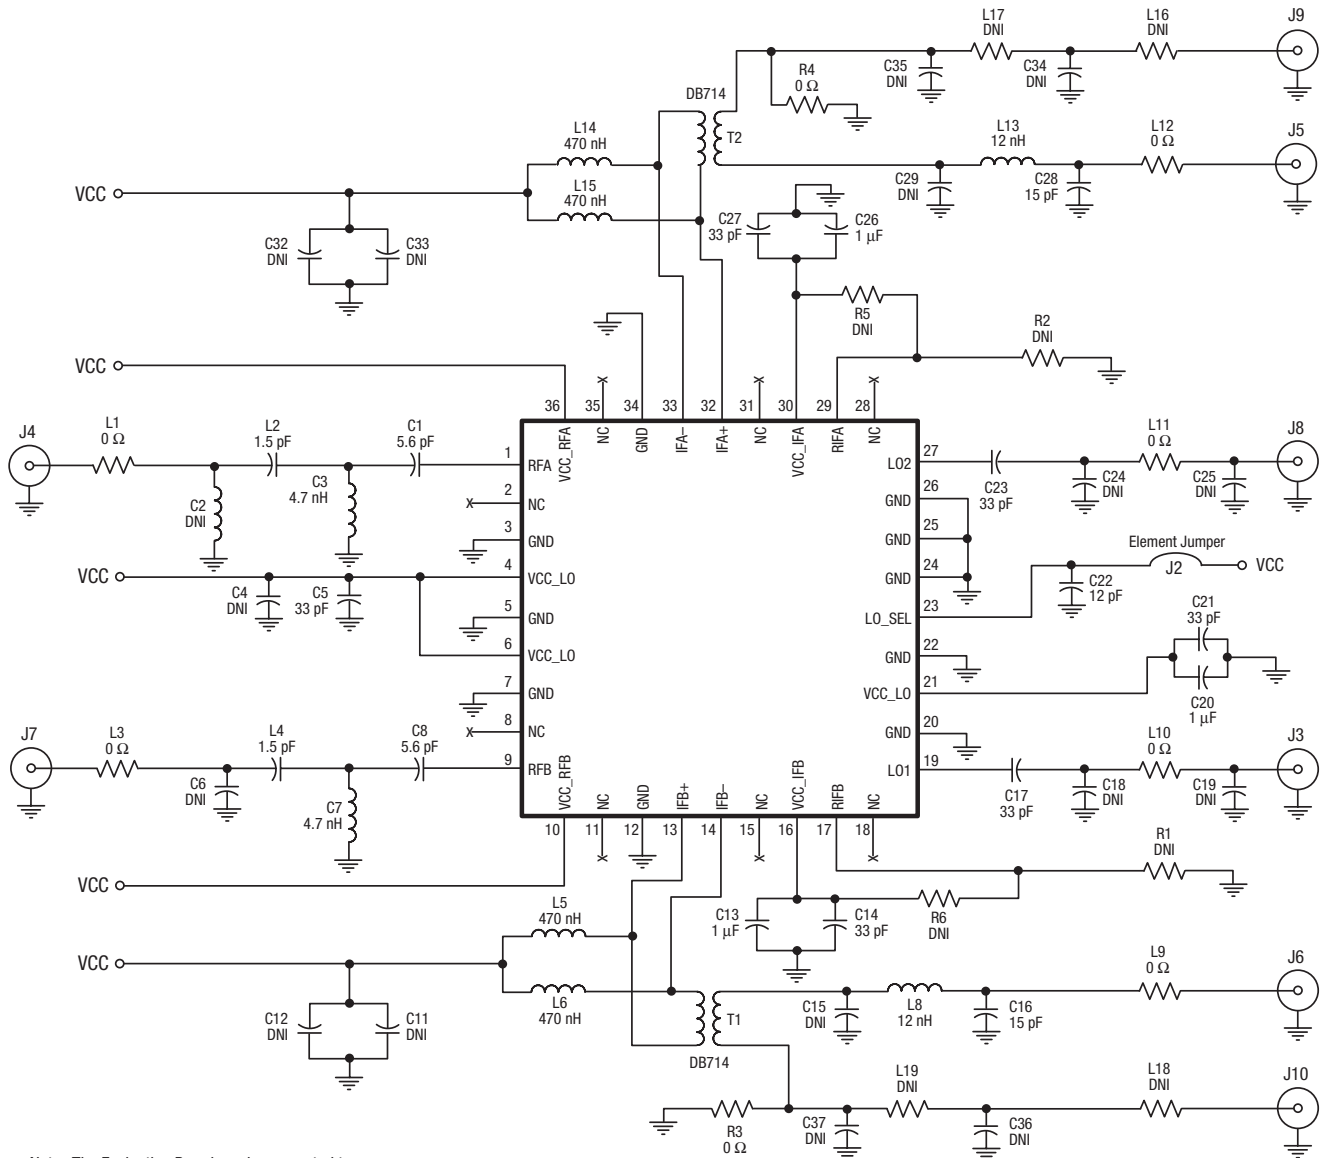 J9
L17
DNI
L16
DNI
C35
DNI
C34
DNI
R4
0 Ω
DB714
T2
J5
L13
12 nH
L12
0 Ω
C29
DNI
C28
15 pF
L14
470 nH
L15
470 nH
VCC
C32
DNI
C33
DNI
C27
33 pF
C26
1 µF
R5
DNI
R2
DNI
VCC
36
35
34
33
32
31
30
29
28
VCC_RFA
NC
GND
IFA–
IFA+
NC
VCC_IFA
RIFA
NC
J4
L1
0 Ω
L2
1.5 pF
C1
5.6 pF
C2
DNI
C3
4.7 nH
1
RFA
2
NC
3
GND
VCC
4
VCC_LO
C4
DNI
C5
33 pF
5
GND
6
VCC_LO
7
GND
8
NC
9
RFB
J7
L3
0 Ω
L4
1.5 pF
C8
5.6 pF
C6
DNI
C7
4.7 nH
LO2
27
C23
33 pF
C24
DNI
L11
0 Ω
C25
DNI
J8
GND
26
GND
25
GND
24
LO_SEL
23
Element Jumper
J2
VCC
C22
12 pF
GND
22
VCC_LO
21
C21
33 pF
C20
1 µF
GND
20
LO1
19
C17
33 pF
C18
DNI
L10
0 Ω
C19
DNI
J3
VCC_RFB
NC
GND
IFB+
IFB–
NC
VCC_IFB
RIFB
NC
10
11
12
13
14
15
16
17
18
VCC
R1
DNI
R6
DNI
C13
1 µF
C14
33 pF
L5
470 nH
L6
470 nH
VCC
C12
DNI
C11
DNI
T1
DB714
C15
DNI
L8
12 nH
C16
15 pF
L9
0 Ω
J6
R3
0 Ω
C37
DNI
L19
DNI
C36
DNI
L18
DNI
J10